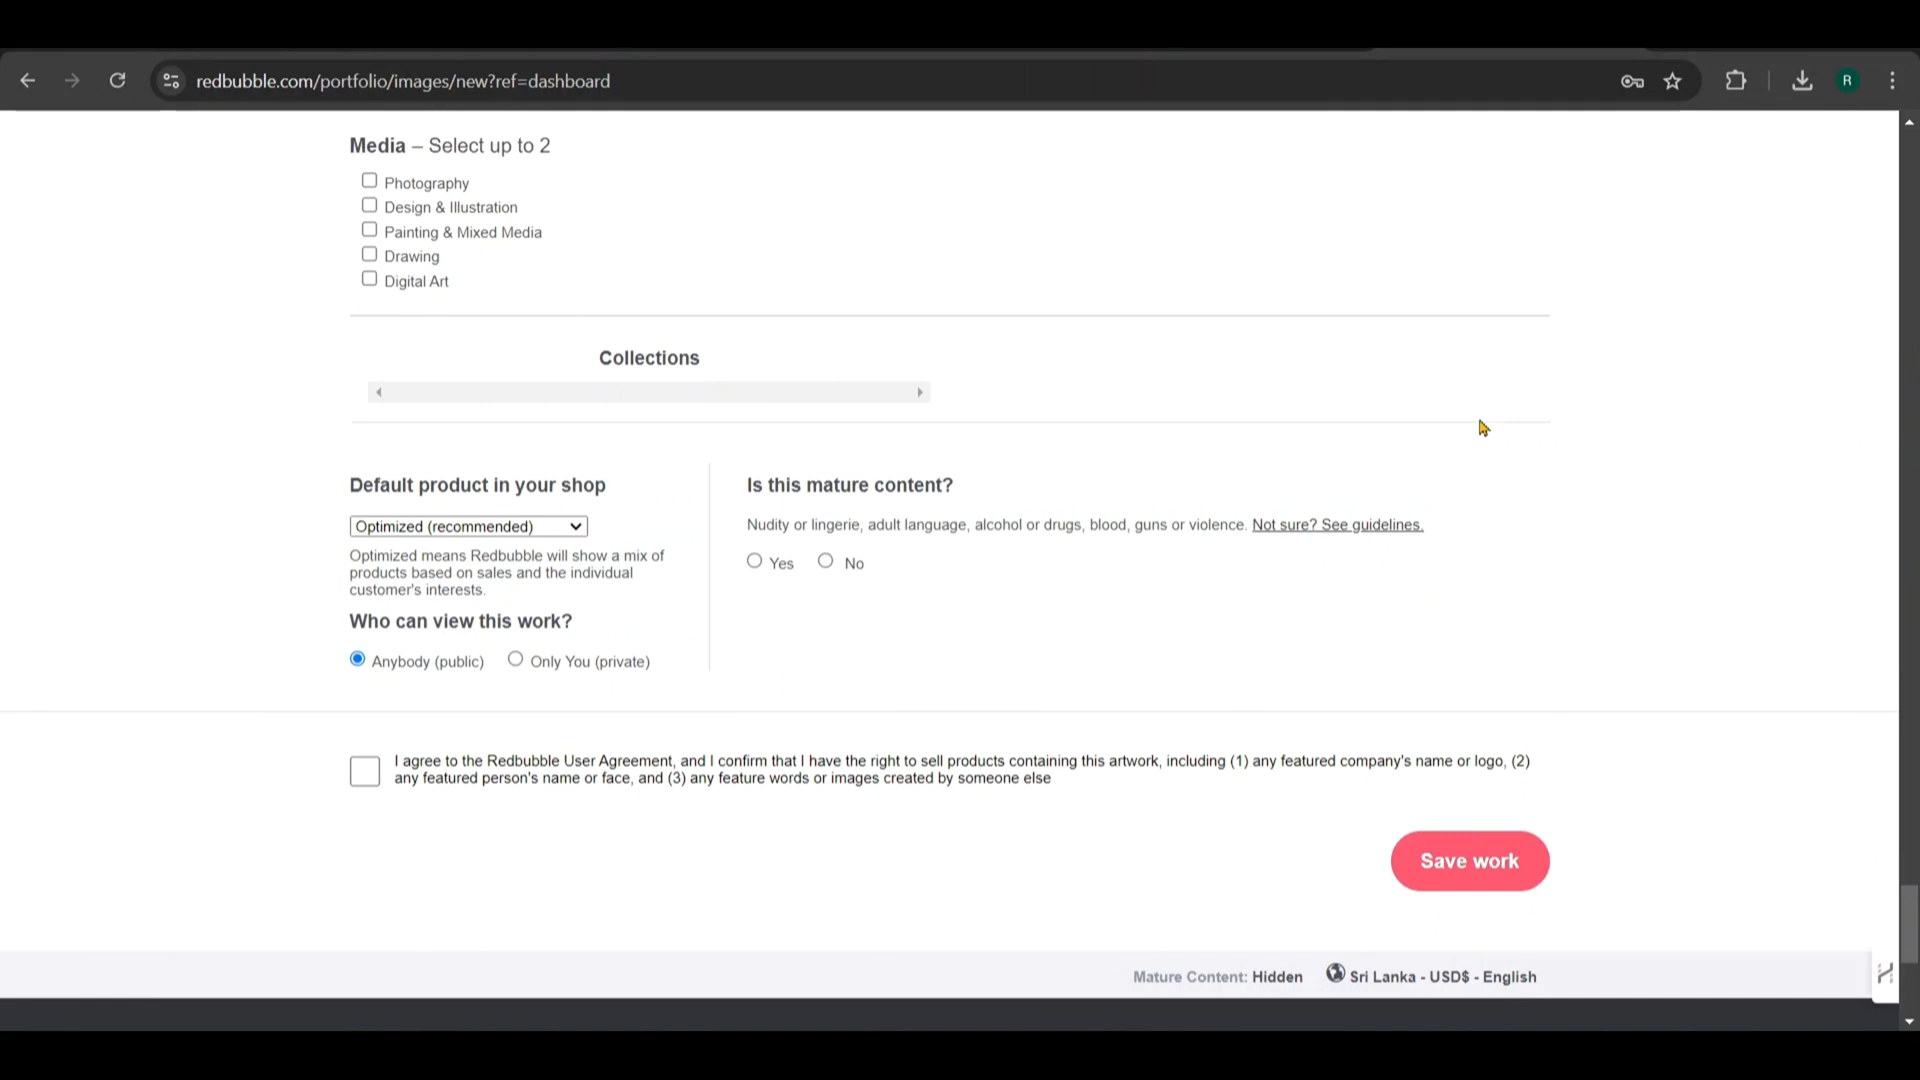 redbubble.com/portfolio/images/new?ref=dashboard
R
Media – Select up to 2
Photography
Design & Illustration
Painting & Mixed Media
Drawing
Digital Art
Collections
Default product in your shop
Optimized (recommended)
Optimized means Redbubble will show a mix of
products based on sales and the individual
customer's interests.
Who can view this work?
Anybody (public) Only You (private)
Is this mature content?
Nudity or lingerie, adult language, alcohol or drugs, blood, guns or violence. Not sure? See guidelines.
Yes No
I agree to the Redbubble User Agreement, and I confirm that I have the right to sell products containing this artwork, including (1) any featured company's name or logo, (2)
any featured person's name or face, and (3) any feature words or images created by someone else
Save work
Mature Content: Hidden Sri Lanka - USD$ - English